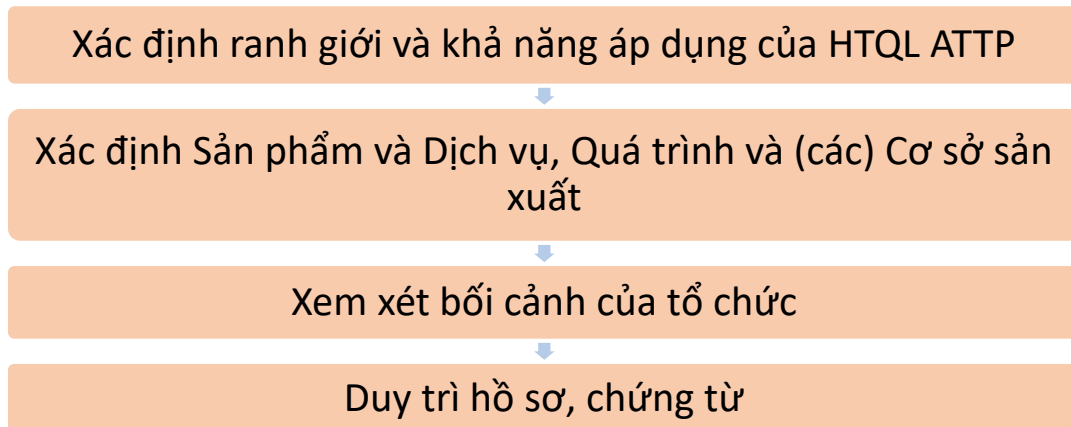 Xác định ranh giới và khả năng áp dụng của HTQL ATTP
Xác định Sản phẩm và Dịch vụ, Quá trình và (các) Cơ sở sản
xuất
Xem xét bối cảnh của tổ chức
Duy trì hồ sơ, chứng từ